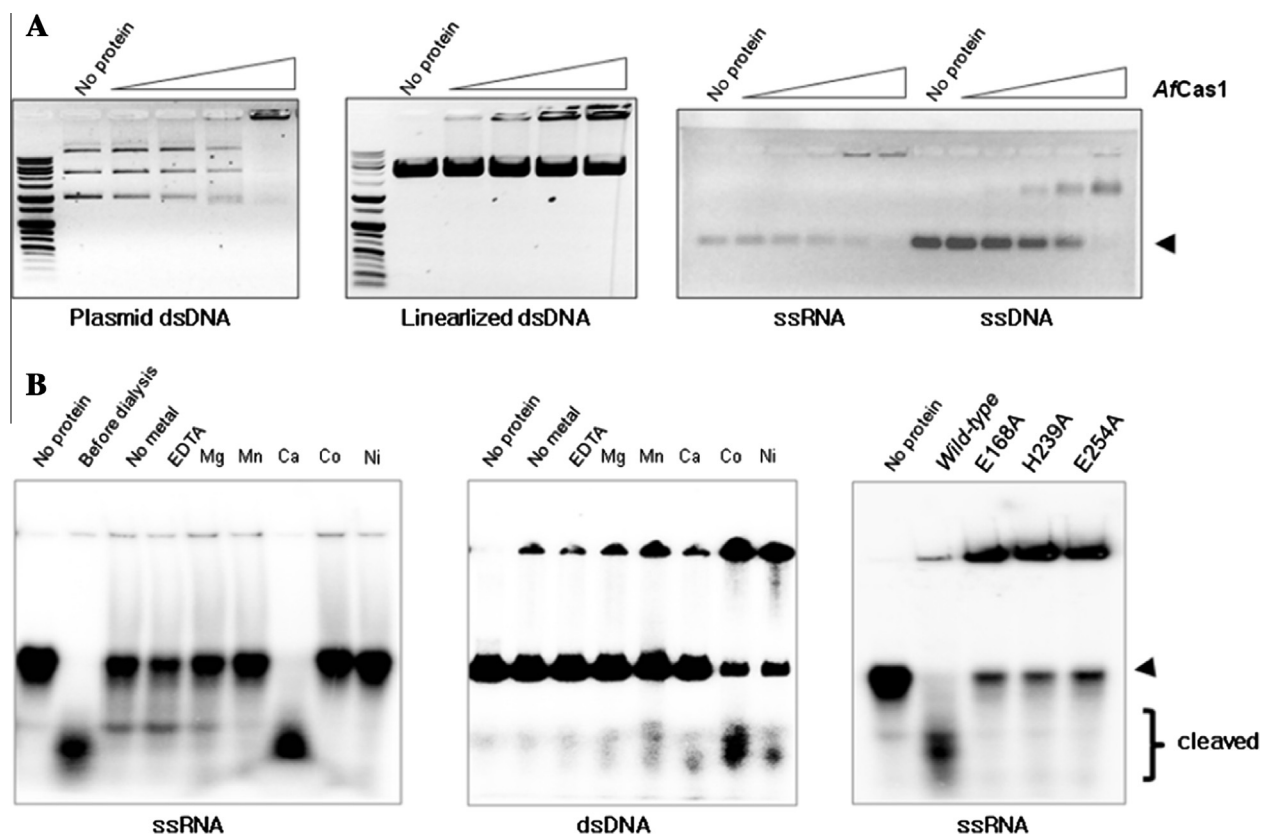 A
No protein
No protein
No protein
No protein
AfCas1
Plasmid dsDNA
Linearlized dsDNA
ssRNA
ssDNA
B
No protein
Before dialysis
No metal
EDTA
Mg
Mn
Ca
Co
Ni
No protein
No metal
EDTA
Mg
Mn
Ca
Co
Ni
No protein
Wild-type
E168A
H239A
E254A
cleaved
ssRNA
dsDNA
ssRNA